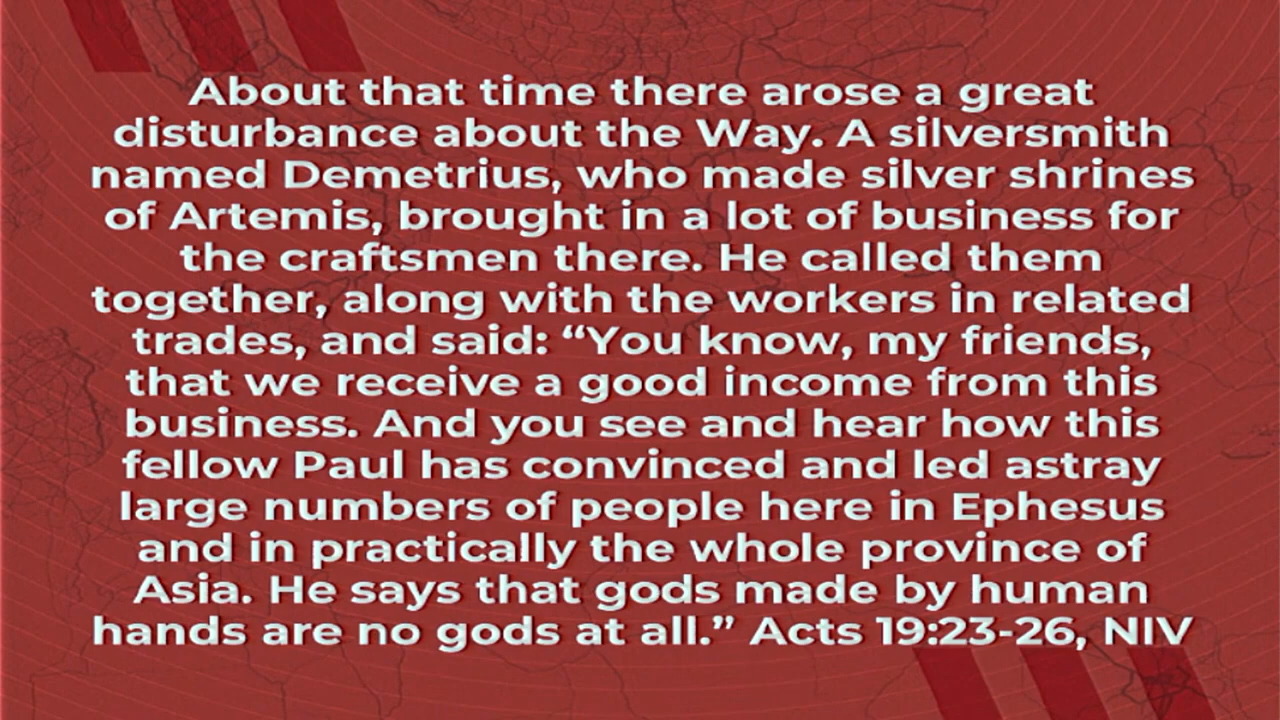 About that time there arose a great
disturbance about the Way. A silversmith
named Demetrius, who made silver shrines
of Artemis, brought in a lot of business for
the craftsmen there. He called them
together, along with the workers in related
trades, and said: “You know, my friends,
that we receive a good income from this
business. And you see and hear how this
fellow Paul has convinced and led astray
large numbers of people here in Ephesus
and in practically the whole province of
Asia. He says that gods made by human
hands are no gods at all.” Acts 19:23-26, NIV